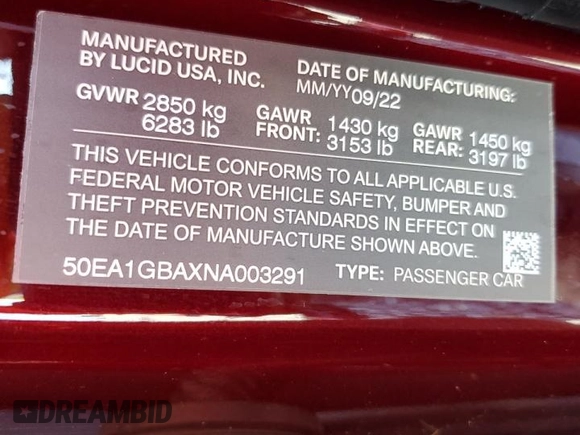 MANUFACTURED
BY LUCID USA, INC.
DATE OF MANUFACTURING:
MM/YY09/22
GVWR 2850 kg
6283 lb
GAWR 1430 kg
FRONT: 3153 lb
GAWR 1450 kg
REAR: 3197 lb
THIS VEHICLE CONFORMS TO ALL APPLICABLE U.S.
FEDERAL MOTOR VEHICLE SAFETY, BUMPER AND
THEFT PREVENTION STANDARDS IN EFFECT ON
THE DATE OF MANUFACTURE SHOWN ABOVE.
50EA1GBAXNA003291
TYPE: PASSENGER CAR
DREAMBID